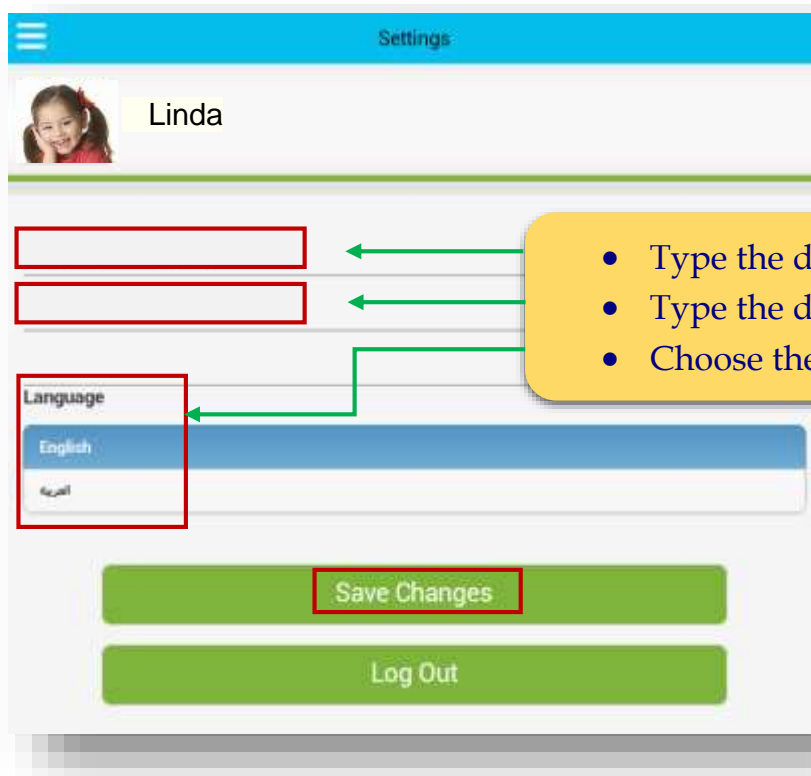 Settings
Linda
• Type the d
• Type the d
• Choose the
Language
English
العربية
Save Changes
Log Out